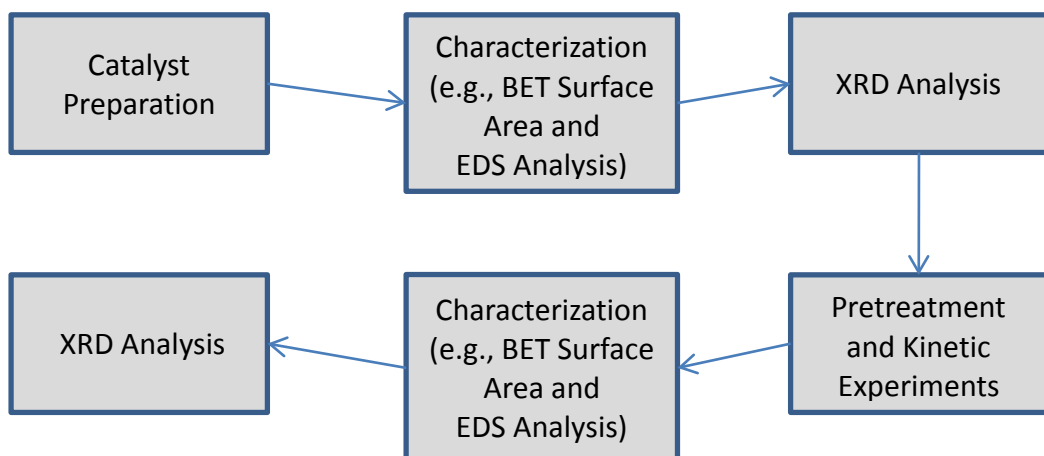 Catalyst
Preparation
Characterization
(e.g., BET Surface
Area and
EDS Analysis)
XRD Analysis
Pretreatment
and Kinetic
Experiments
Characterization
(e.g., BET Surface
Area and
EDS Analysis)
XRD Analysis